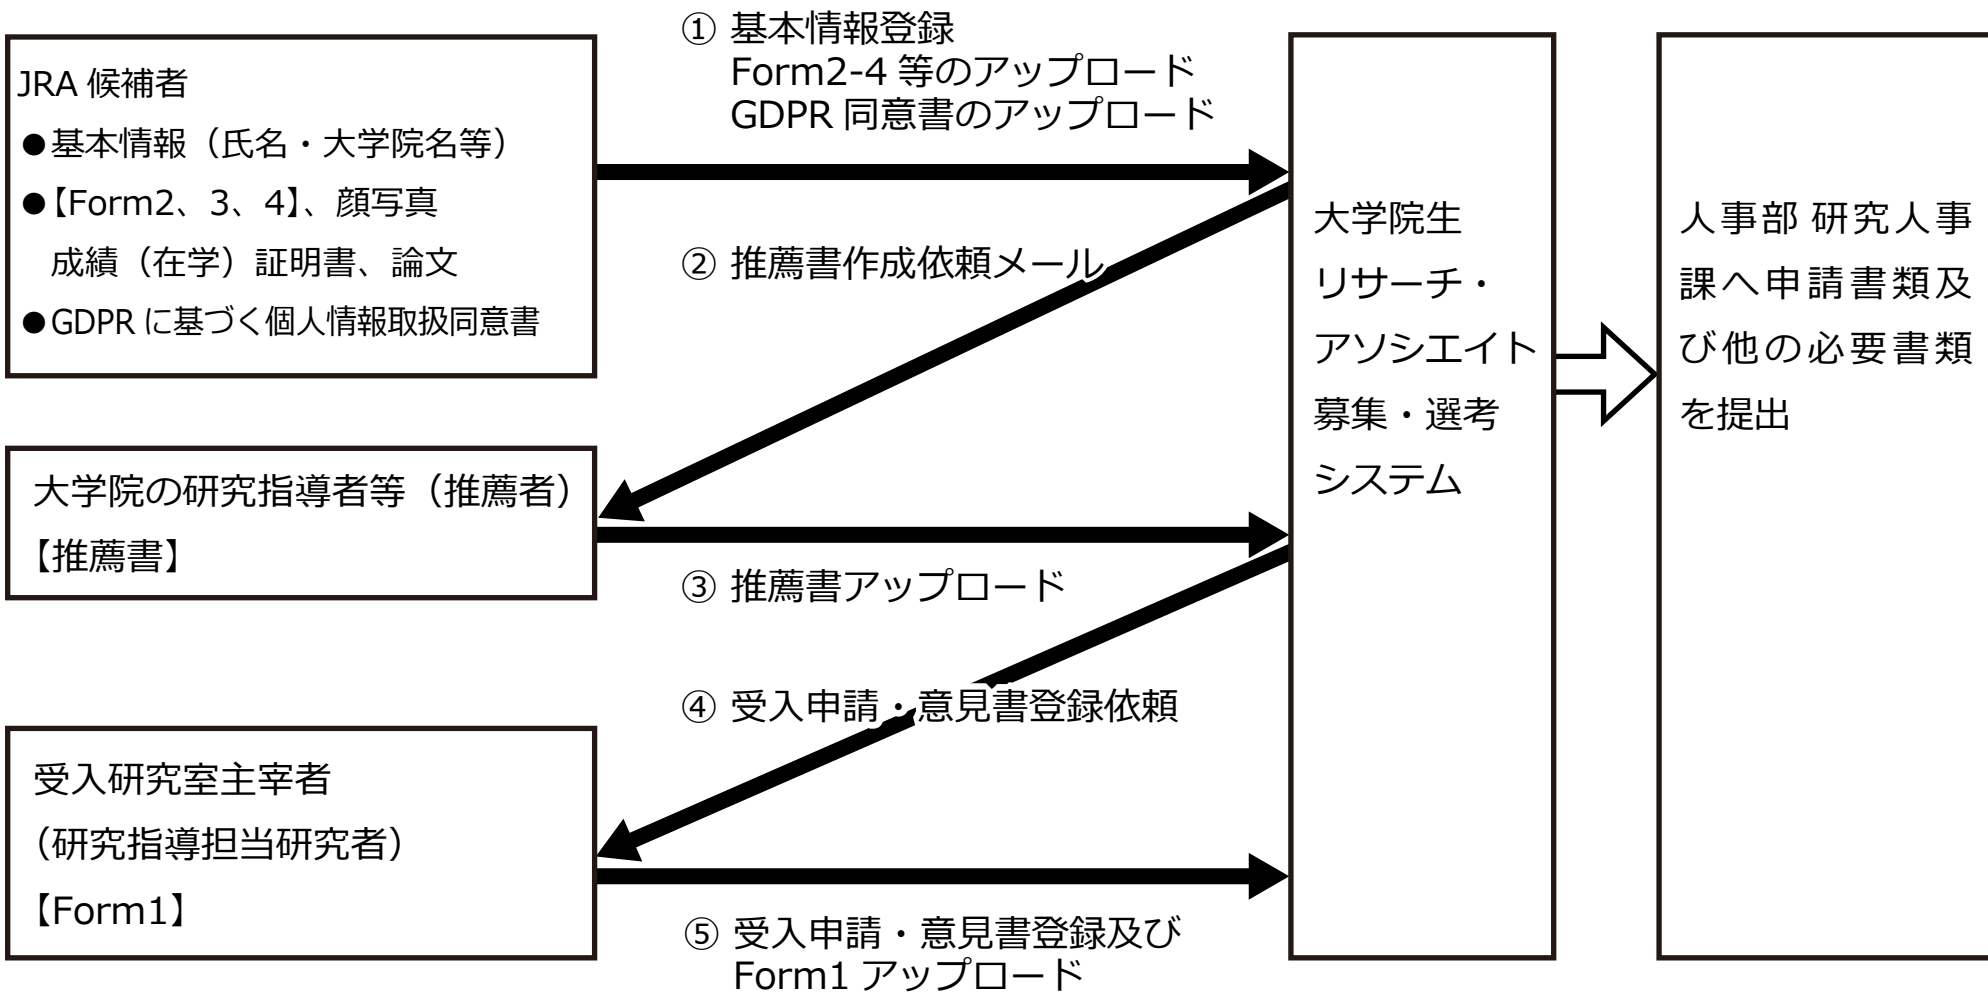 JRA 候補者
●基本情報（氏名・大学院名等）
●【Form2、3、4】、顔写真
成績（在学）証明書、論文
●GDPR に基づく個人情報取扱同意書
① 基本情報登録
Form2-4 等のアップロード
GDPR 同意書のアップロード
② 推薦書作成依頼メール
大学院の研究指導者等（推薦者）
【推薦書】
③ 推薦書アップロード
④ 受入申請・意見書登録依頼
受入研究室主宰者
（研究指導担当研究者）
【Form1】
⑤ 受入申請・意見書登録及び
Form1 アップロード
大学院生
リサーチ・
アソシエイト
募集・選考
システム
人事部 研究人事
課へ申請書類及
び他の必要書類
を提出